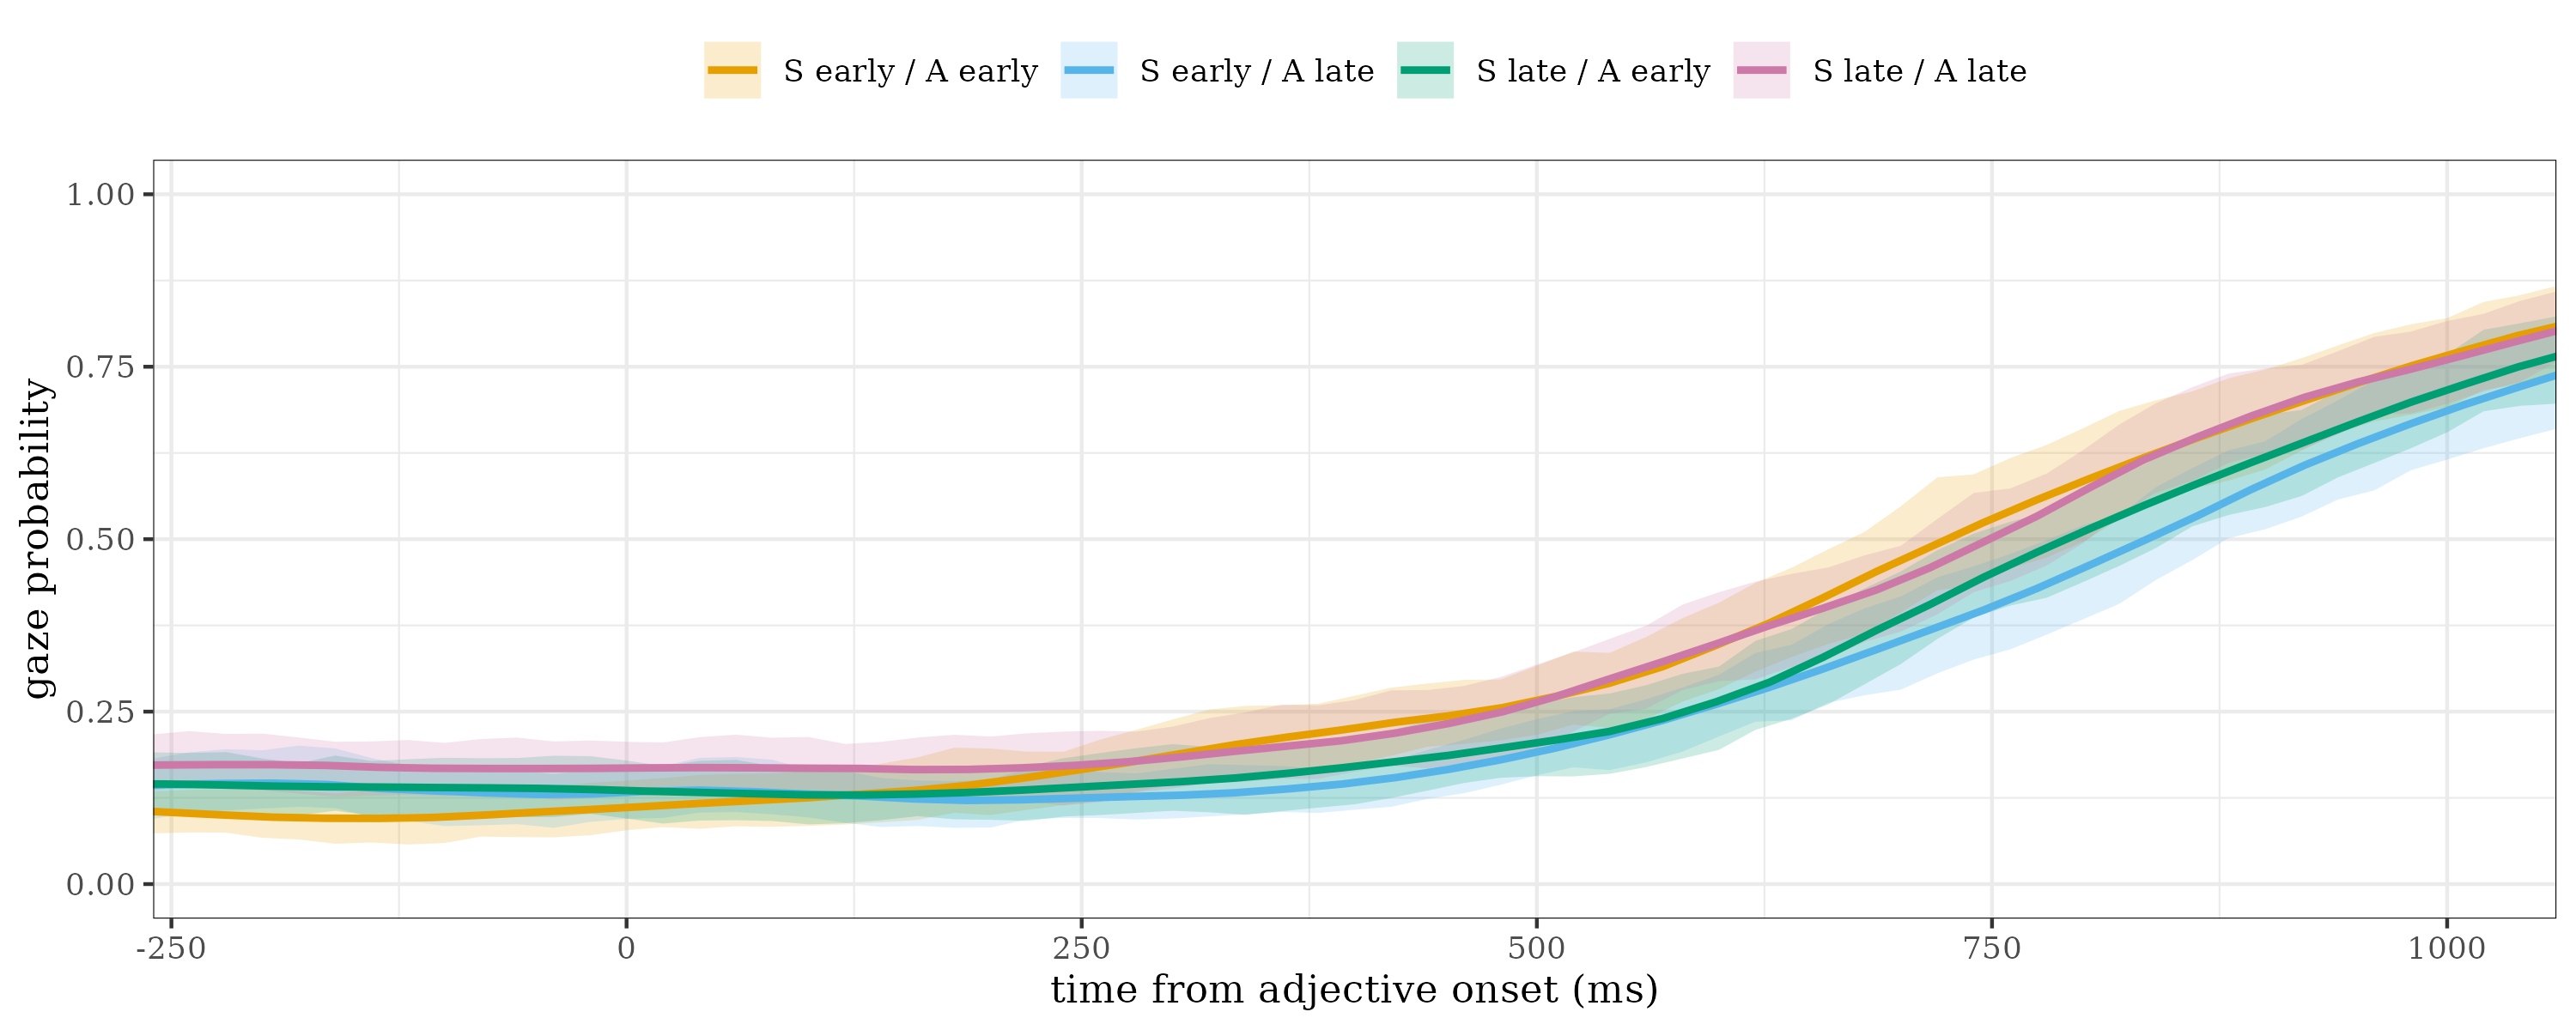 S early / A early S early / A late S late / A early S late / A late
1.00
0.75
0.50
0.25
0.00
gaze probability
-250 0 250 500 750 1000
time from adjective onset (ms)